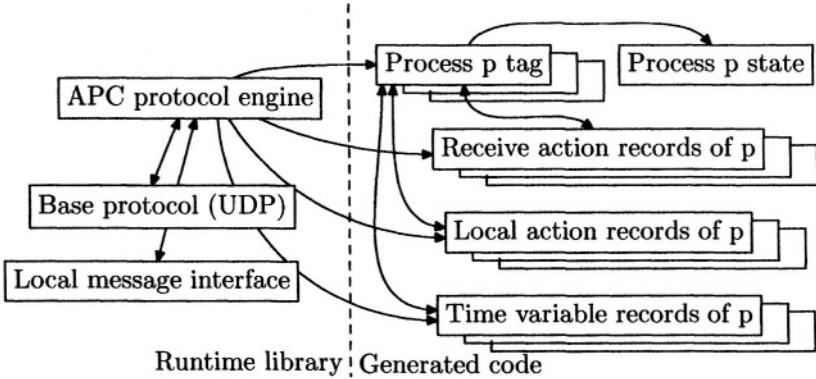 Process p tag
Process p state
APC protocol engine
Receive action records of p
Base protocol (UDP)
Local action records of p
Local message interface
Time variable records of p
Runtime library
Generated code